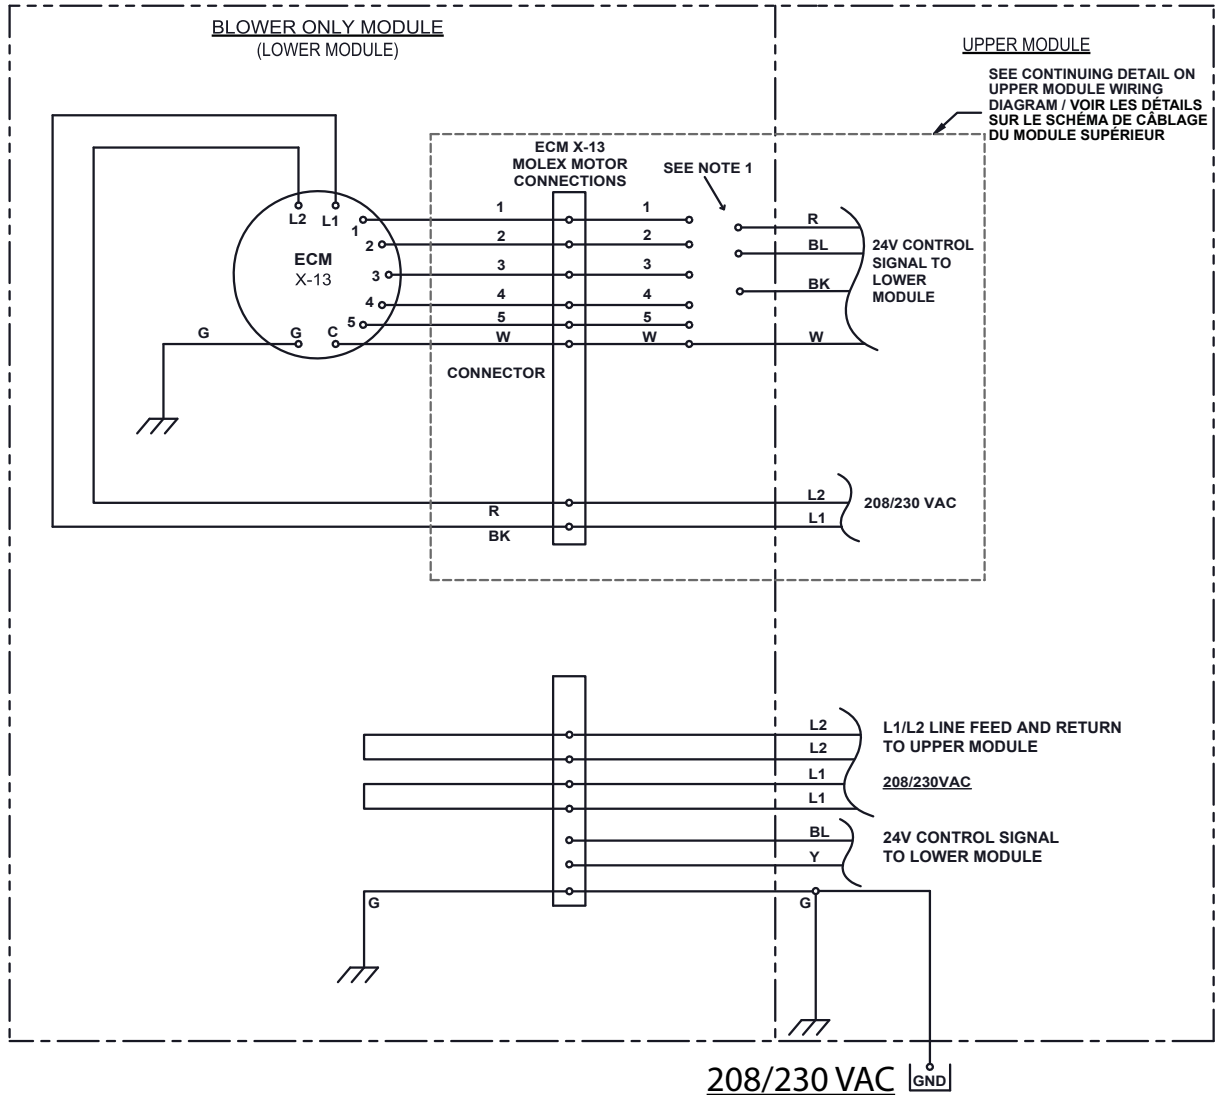 BLOWER ONLY MODULE
(LOWER MODULE)
UPPER MODULE
SEE CONTINUING DETAIL ON
UPPER MODULE WIRING
DIAGRAM / VOIR LES DÉTAILS
SUR LE SCHÉMA DE CÂBLAGE
DU MODULE SUPÉRIEUR
ECM X-13
MOLEX MOTOR
CONNECTIONS
SEE NOTE 1
L2 L1
ECM
X-13
1
2
3
4
5
G C
G
1 1
2 2
3 3
4 4
5 5
W W
R
BL
BK
W
24V CONTROL
SIGNAL TO
LOWER
MODULE
CONNECTOR
R
BK
L2
L1
208/230 VAC
L2
L2
L1
L1
L1/L2 LINE FEED AND RETURN
TO UPPER MODULE
208/230VAC
BL
Y
24V CONTROL SIGNAL
TO LOWER MODULE
G
G
208/230 VAC
GND